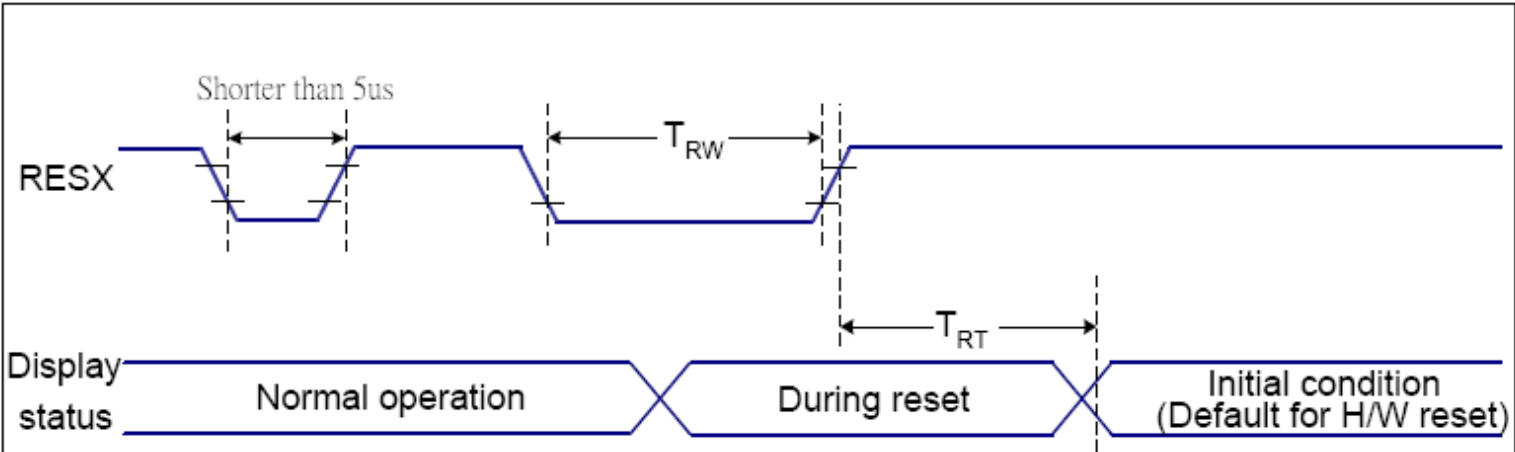 Shorter than 5us
RESX
TRW
TRT
Display
status
Normal operation
During reset
Initial condition
(Default for H/W reset)